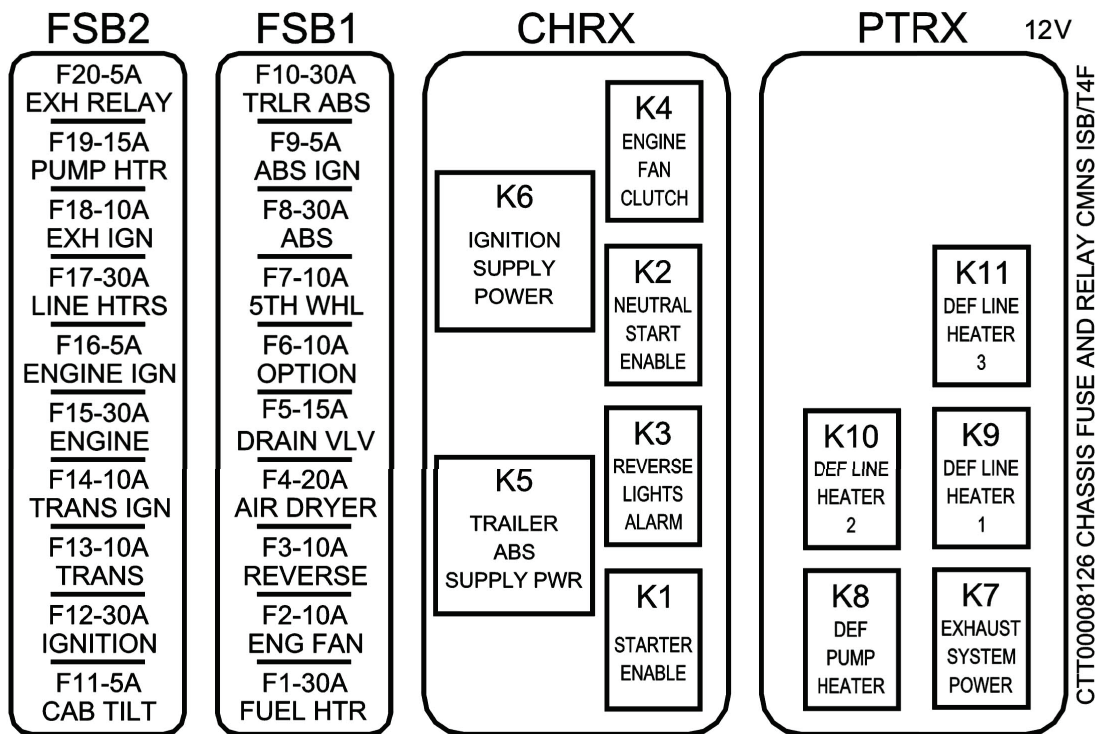 FSB2
F20-5A
EXH RELAY
F19-15A
PUMP HTR
F18-10A
EXH IGN
F17-30A
LINE HTRS
F16-5A
ENGINE IGN
F15-30A
ENGINE
F14-10A
TRANS IGN
F13-10A
TRANS
F12-30A
IGNITION
F11-5A
CAB TILT
FSB1
F10-30A
TRLR ABS
F9-5A
ABS IGN
F8-30A
ABS
F7-10A
5TH WHL
F6-10A
OPTION
F5-15A
DRAIN VLV
F4-20A
AIR DRYER
F3-10A
REVERSE
F2-10A
ENG FAN
F1-30A
FUEL HTR
CHRX
K6
IGNITION
SUPPLY
POWER
K5
TRAILER
ABS
SUPPLY PWR
K4
ENGINE
FAN
CLUTCH
K2
NEUTRAL
START
ENABLE
K3
REVERSE
LIGHTS
ALARM
K1
STARTER
ENABLE
PTRX
12V
K11
DEF LINE
HEATER
3
K10
DEF LINE
HEATER
2
K9
DEF LINE
HEATER
1
K8
DEF
PUMP
HEATER
K7
EXHAUST
SYSTEM
POWER
CTT00008126 CHASSIS FUSE AND RELAY CMNS ISB/T4F